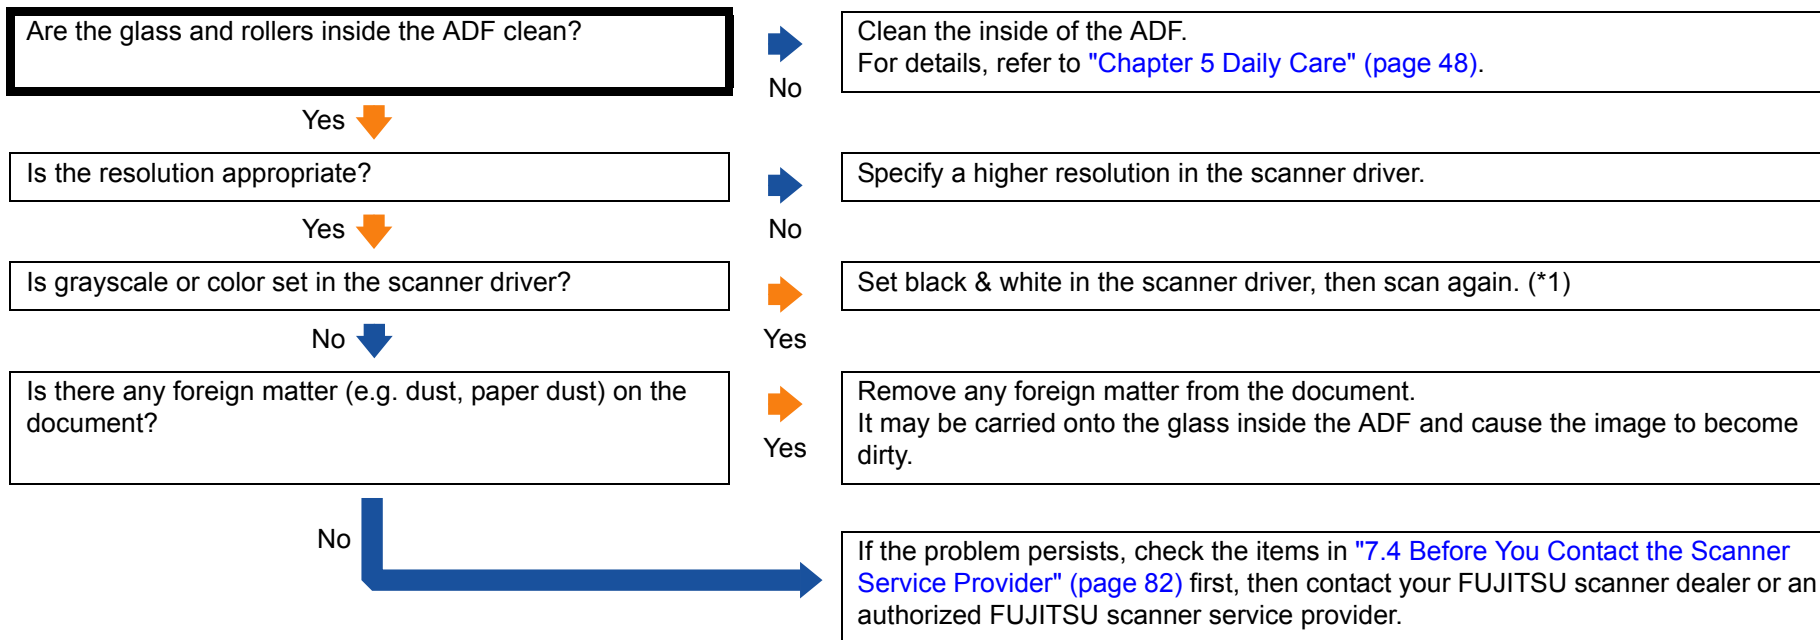 Are the glass and rollers inside the ADF clean?
No
Clean the inside of the ADF.
For details, refer to "Chapter 5 Daily Care" (page 48).
Yes
Is the resolution appropriate?
No
Specify a higher resolution in the scanner driver.
Yes
Is grayscale or color set in the scanner driver?
Yes
Set black & white in the scanner driver, then scan again. (*1)
No
Is there any foreign matter (e.g. dust, paper dust) on the
document?
Yes
Remove any foreign matter from the document.
It may be carried onto the glass inside the ADF and cause the image to become
dirty.
No
If the problem persists, check the items in "7.4 Before You Contact the Scanner
Service Provider" (page 82) first, then contact your FUJITSU scanner dealer or an
authorized FUJITSU scanner service provider.